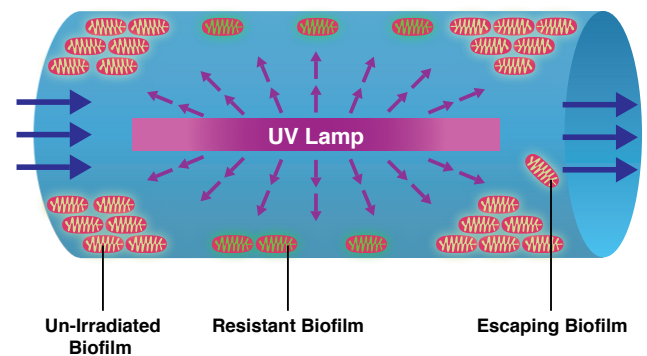 UV Lamp
Un-Irradiated
Biofilm
Resistant Biofilm
Escaping Biofilm